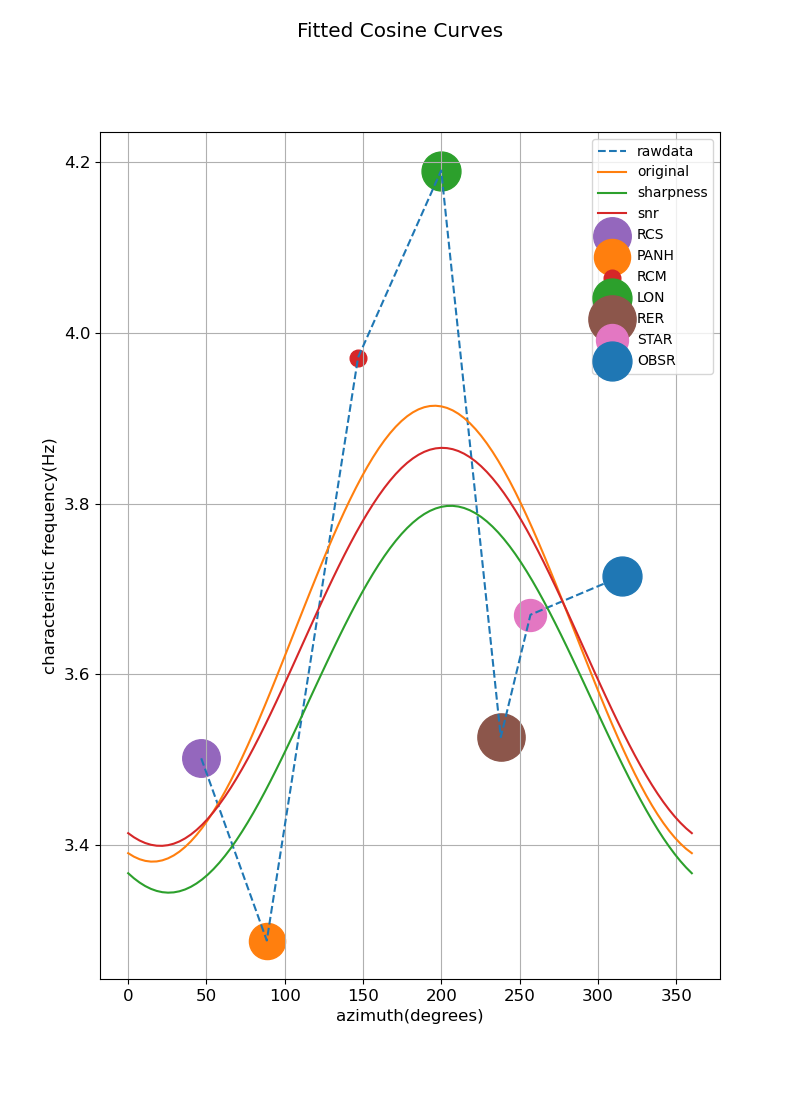 Fitted Cosine Curves
4.2
4.0
3.8
3.6
3.4
characteristic frequency(Hz)
rawdata
original
sharpness
snr
RCS
PANH
RCM
LON
RER
STAR
OBSR
0 50 100 150 200 250 300 350
azimuth(degrees)